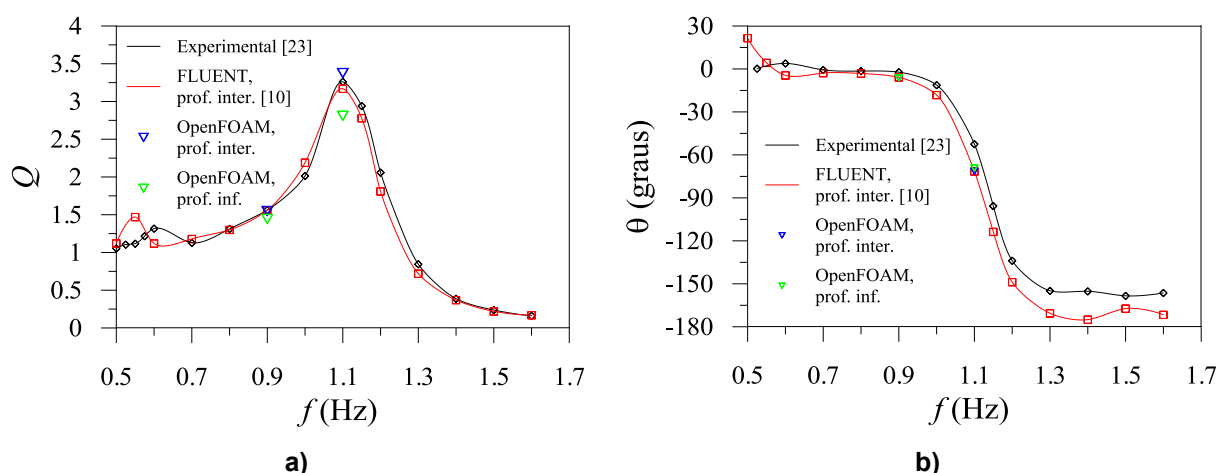 4
3.5
3
2.5
2
1.5
1
0.5
0
Q
Experimental [23]
FLUENT,
prof. inter. [10]
OpenFOAM,
prof. inter.
OpenFOAM,
prof. inf.
0.5 0.7 0.9 1.1 1.3 1.5 1.7
f (Hz)
a)
30
0
-30
-60
-90
-120
-150
-180
θ (graus)
Experimental [23]
FLUENT,
prof. inter. [10]
OpenFOAM,
prof. inter.
OpenFOAM,
prof. inf.
0.5 0.7 0.9 1.1 1.3 1.5 1.7
f (Hz)
b)